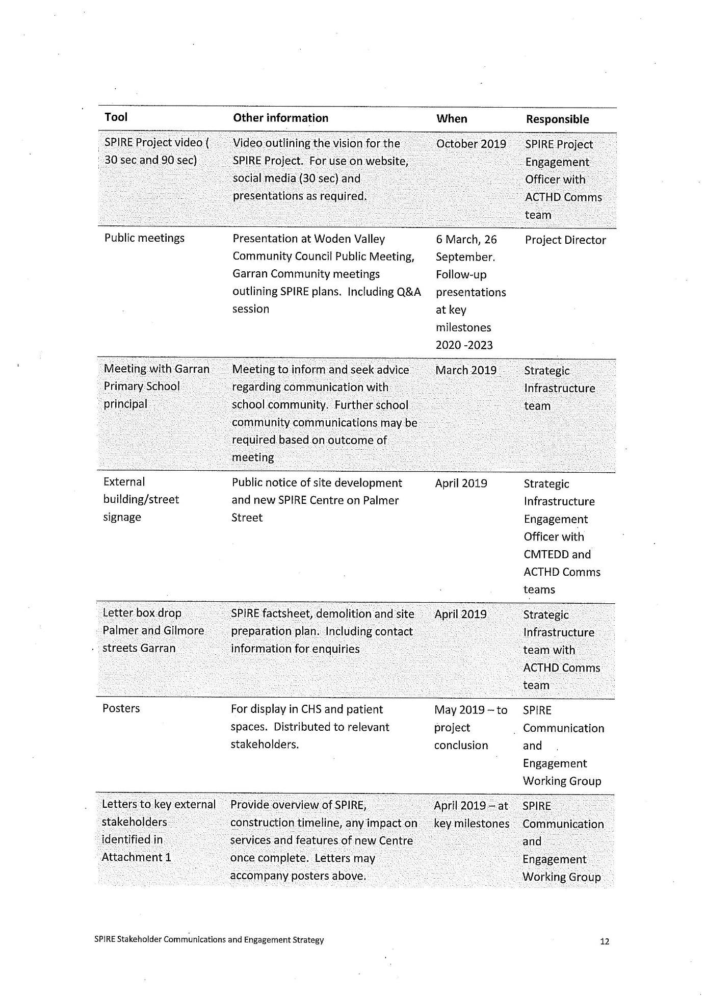 Tool Other information When Responsible
SPIRE Project video ( Video outlining the vision for the October 2019 SPIRE Project
30 sec and 90 sec) SPIRE Project. For use on website, Engagement
social media (30 sec) and Officer with
presentations as required. ACTHD Comms
team
Public meetings Presentation at Woden Valley 6 March, 26 Project Director
Community Council Public Meeting, September.
Garran Community meetings Follow-up
outlining SPIRE plans. Including Q&A presentations
session at key
milestones
2020 -2023
Meeting with Garran Meeting to inform and seek advice March 2019 Strategic
Primary School regarding communication with Infrastructure
principal school community. Further school team
community communications may be
required based on outcome of
meeting
External Public notice of site development April 2019 Strategic
building/street and new SPIRE Centre on Palmer Infrastructure
signage Street Engagement
Officer with
CMTEDD and
ACTHD Comms
teams
Letter box drop SPIRE factsheet, demolition and site April 2019 Strategic
Palmer and Gilmore preparation plan. Including contact Infrastructure
streets Garran information for enquiries team with
ACTHD Comms
team
Posters For display in CHS and patient May 2019 – to SPIRE
spaces. Distributed to relevant project Communication
stakeholders. conclusion and
Engagement
Working Group
Letters to key external Provide overview of SPIRE, April 2019 – at SPIRE
stakeholders construction timeline, any impact on key milestones Communication
identified in services and features of new Centre and
Attachment 1 once complete. Letters may Engagement
accompany posters above. Working Group
SPIRE Stakeholder Communications and Engagement Strategy 12